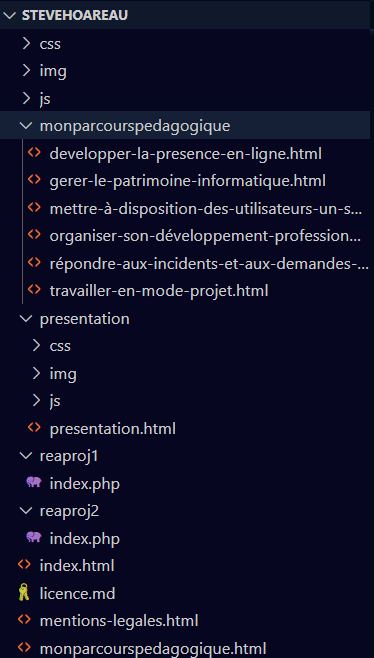 STEVEHOAREAU
css
img
js
monparcourspedagogique
developper-la-presence-en-ligne.html
gerer-le-patrimoine-informatique.html
mettre-à-disposition-des-utilisateurs-un-s...
organiser-son-développement-profession...
répondre-aux-incidents-et-aux-demandes-...
travailler-en-mode-projet.html
presentation
css
img
js
presentation.html
reaproj1
index.php
reaproj2
index.php
index.html
licence.md
mentions-legales.html
monparcourspedagogique.html